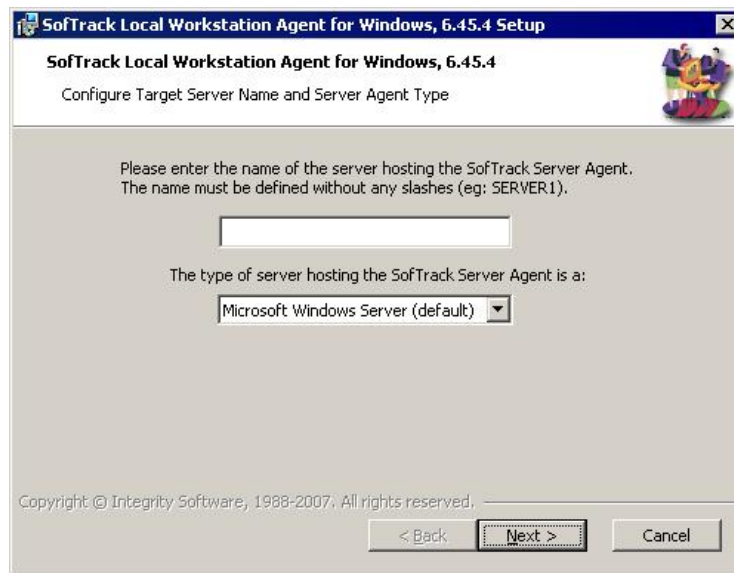 SofTrack Local Workstation Agent for Windows, 6.45.4 Setup
SofTrack Local Workstation Agent for Windows, 6.45.4
Configure Target Server Name and Server Agent Type
Please enter the name of the server hosting the SofTrack Server Agent.
The name must be defined without any slashes (eg: SERVER1).
The type of server hosting the SofTrack Server Agent is a:
Microsoft Windows Server (default)
Copyright © Integrity Software, 1988-2007. All rights reserved.
< Back Next > Cancel